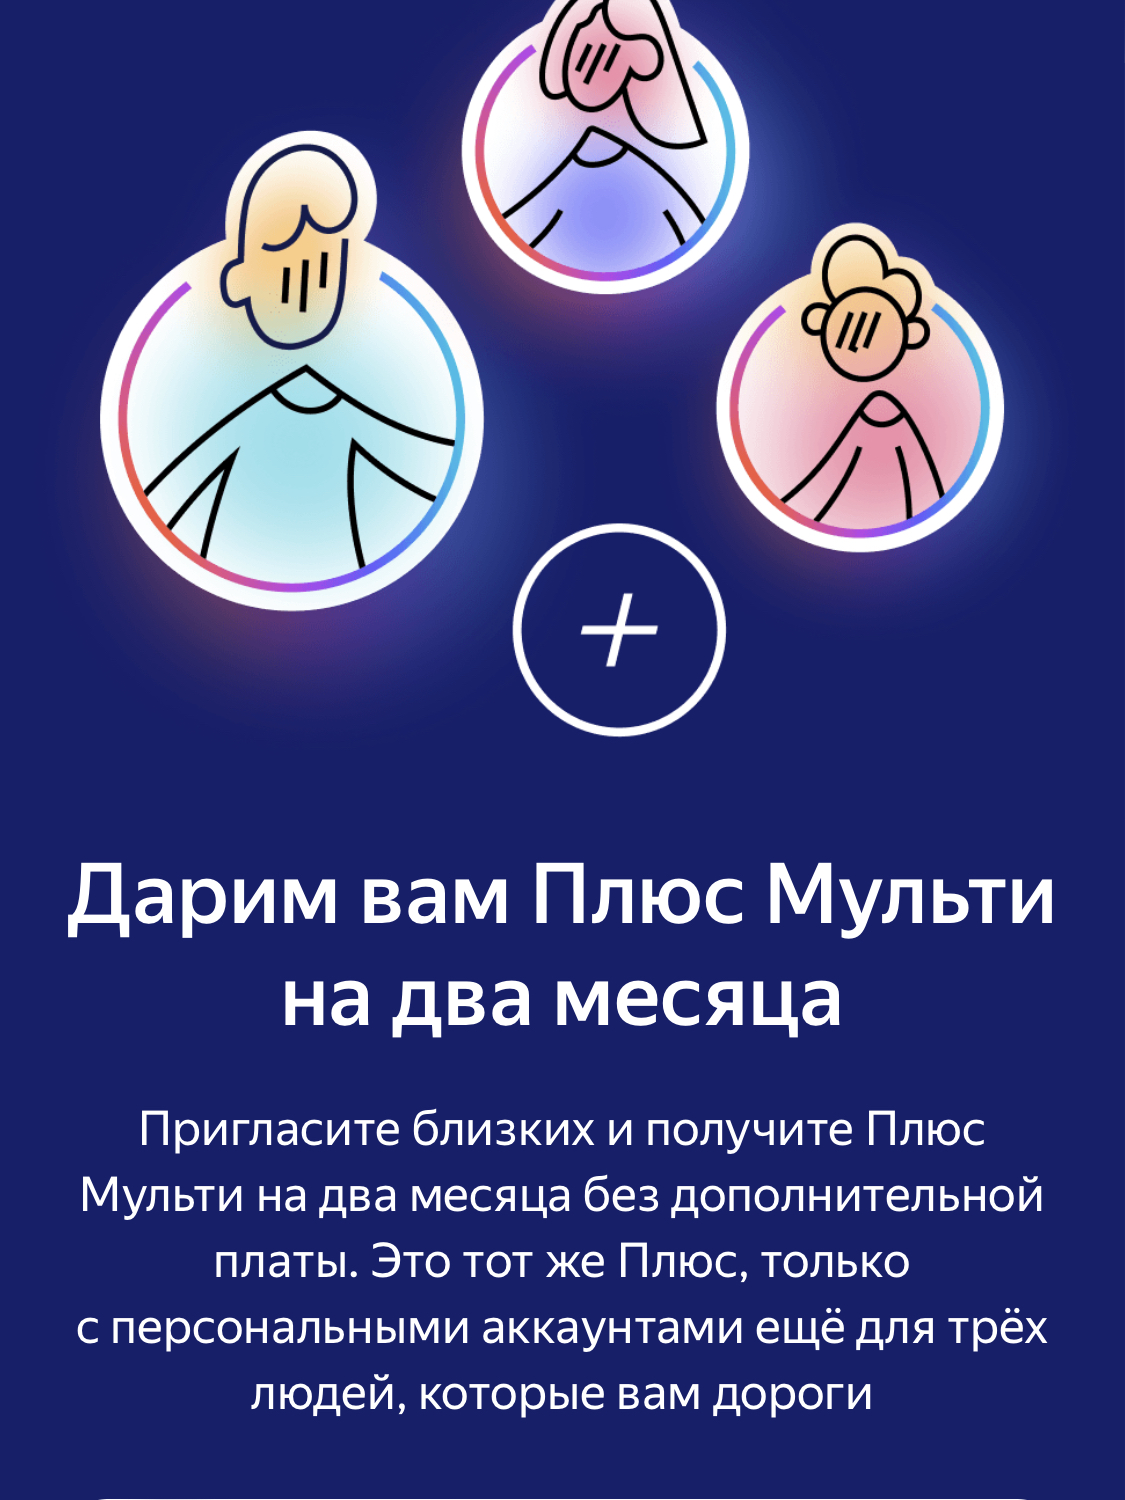 Дарим вам Плюс Мульти
на два месяца
Пригласите близких и получите Плюс
Мульти на два месяца без дополнительной
платы. Это тот же Плюс, только
с персональными аккаунтами ещё для трёх
людей, которые вам дороги